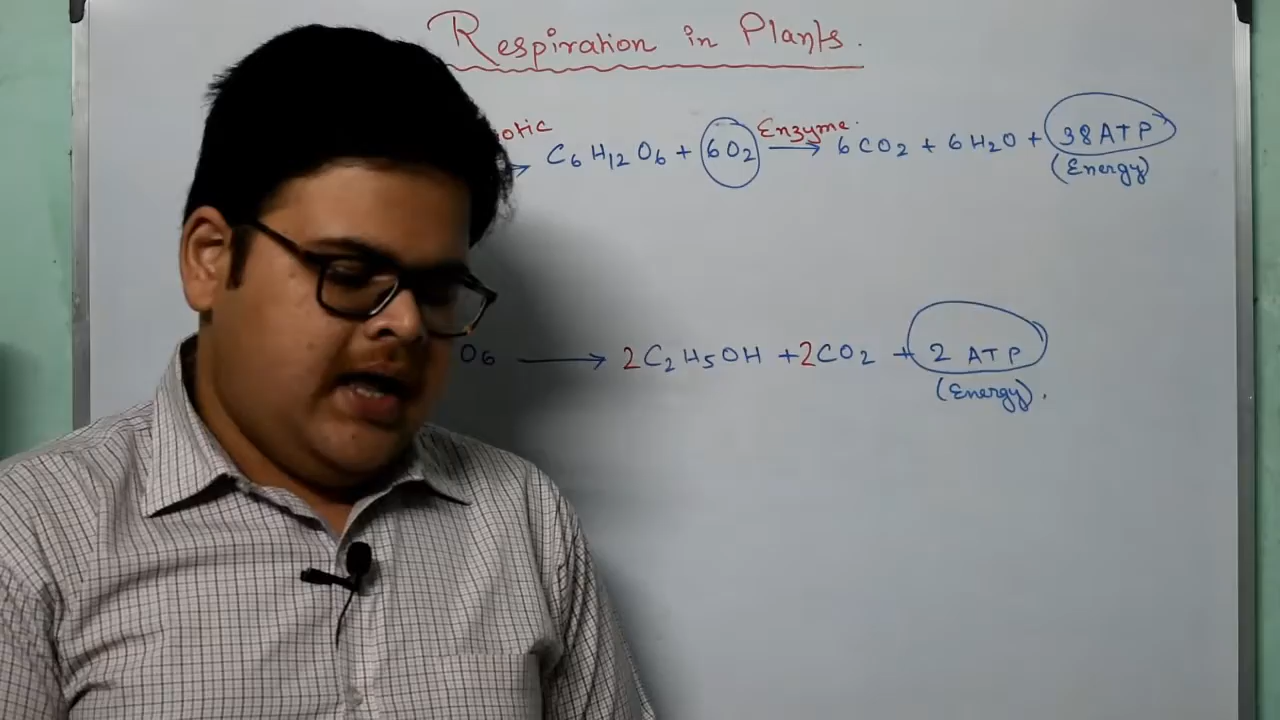 Respiration in Plants.
otic
Enzyme.
→ C₆H₁₂O₆ + 6O₂ → 6CO₂ + 6H₂O + 38ATP
(Energy)
O₆ → 2C₂H₅OH + 2CO₂ + 2 ATP
(Energy).